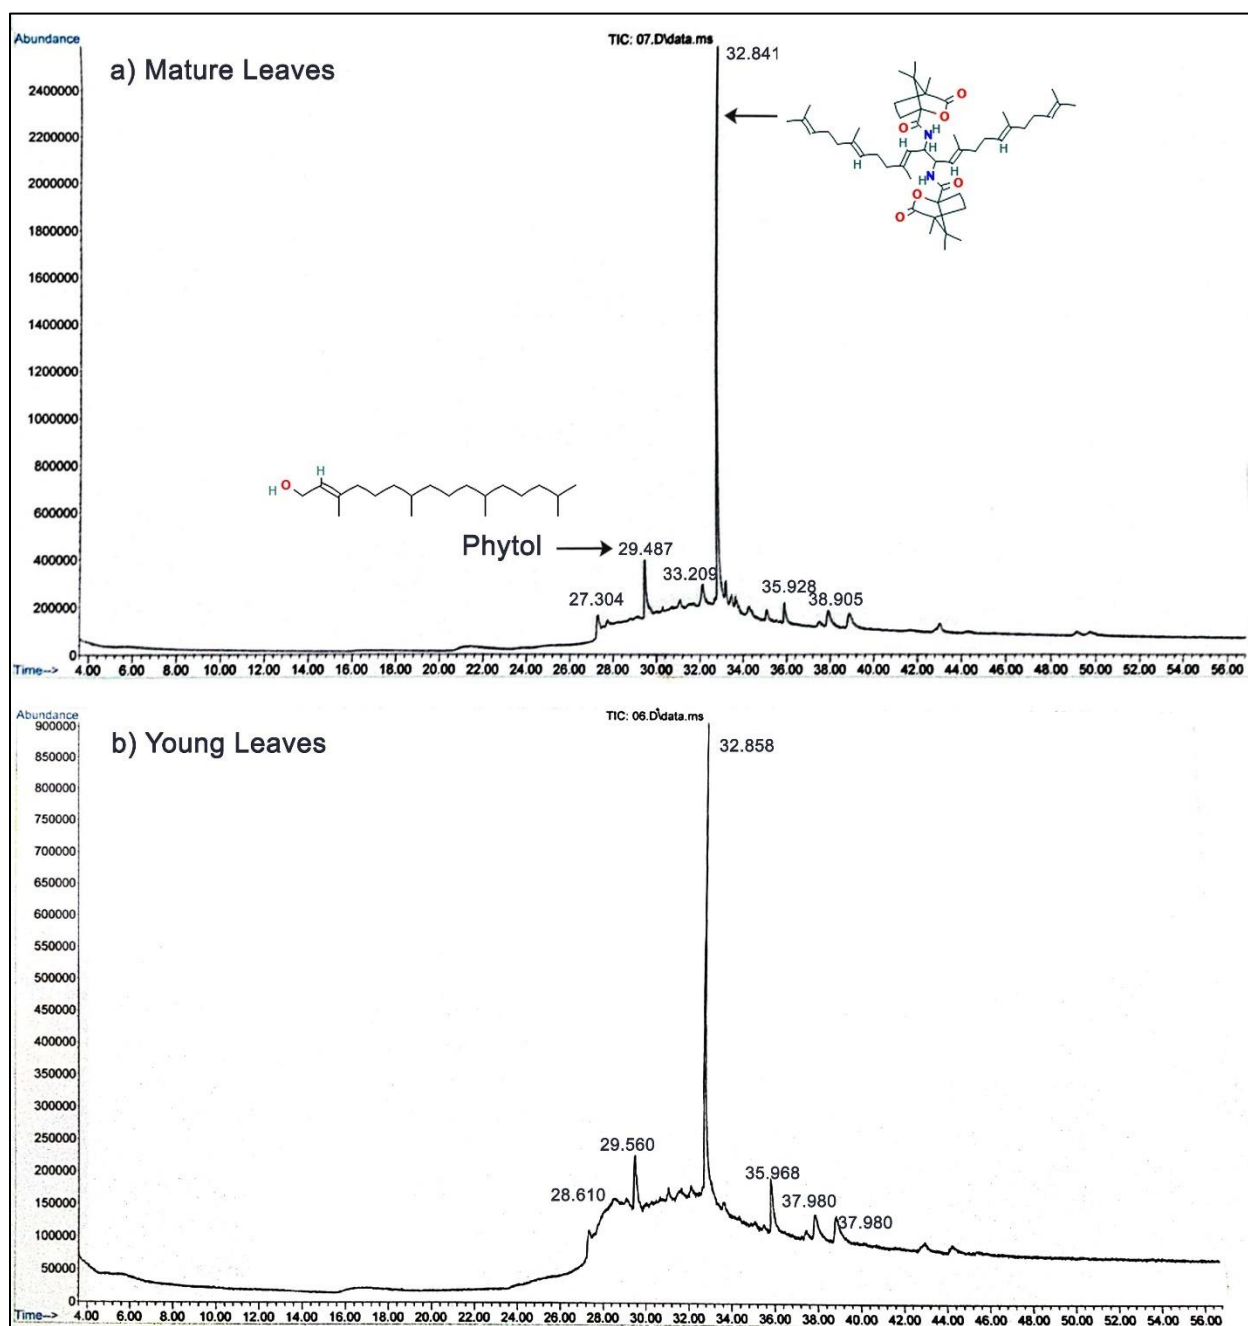 Abundance
TIC: 07.D\data.ms
32.841
a) Mature Leaves
2400000
2200000
2000000
1800000
1600000
1400000
1200000
1000000
800000
600000
400000
200000
0
O
O
O
N
H
H
H
H
H
N
H
O
O
O
H
O
H
Phytol
29.487
33.209
35.928
27.304
38.905
Time-->
4.00 6.00 8.00 10.00 12.00 14.00 16.00 18.00 20.00 22.00 24.00 26.00 28.00 30.00 32.00 34.00 36.00 38.00 40.00 42.00 44.00 46.00 48.00 50.00 52.00 54.00 56.00
Abundance
TIC: 06.D\data.ms
b) Young Leaves
32.858
900000
850000
800000
750000
700000
650000
600000
550000
500000
450000
400000
350000
300000
250000
200000
150000
100000
50000
0
29.560
28.610
35.968
37.980
37.980
Time-->
4.00 6.00 8.00 10.00 12.00 14.00 16.00 18.00 20.00 22.00 24.00 26.00 28.00 30.00 32.00 34.00 36.00 38.00 40.00 42.00 44.00 46.00 48.00 50.00 52.00 54.00 56.00